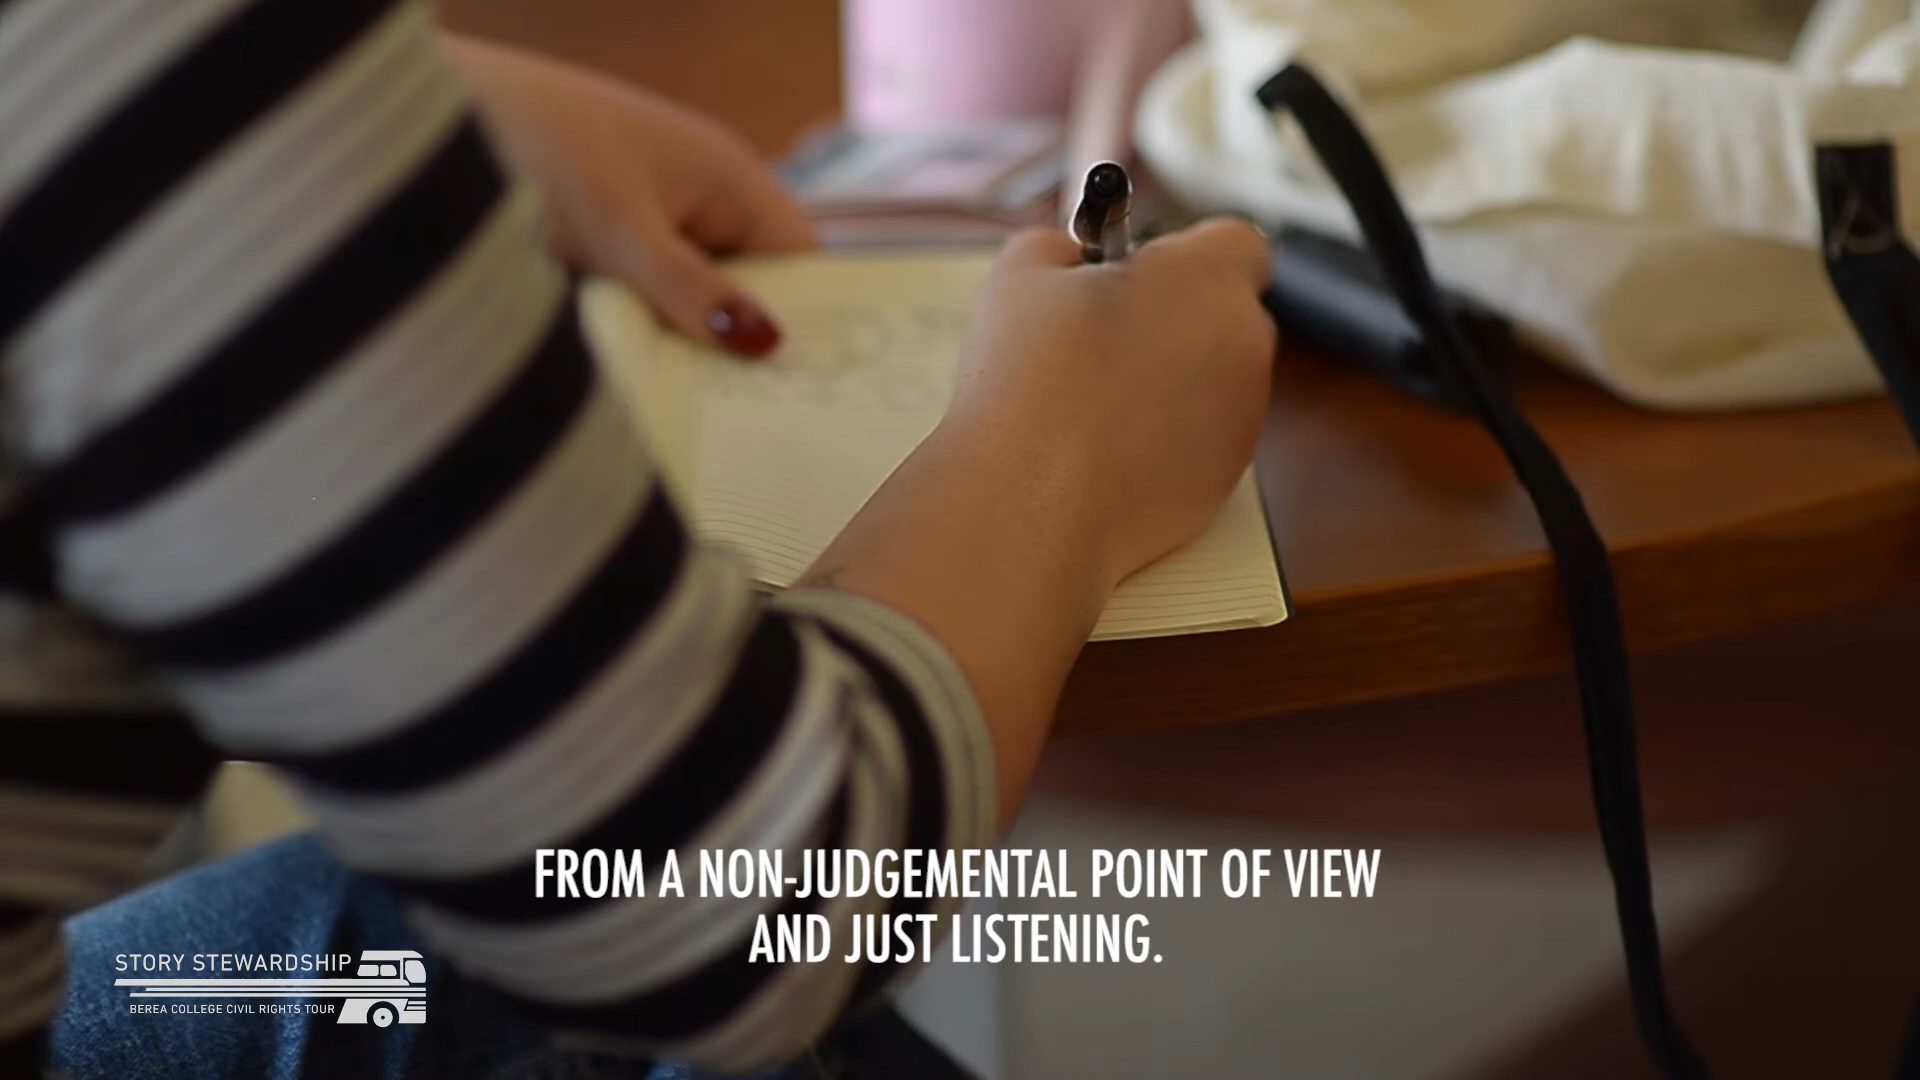 FROM A NON-JUDGEMENTAL POINT OF VIEW
AND JUST LISTENING.
STORY STEWARDSHIP
BEREA COLLEGE CIVIL RIGHTS TOUR